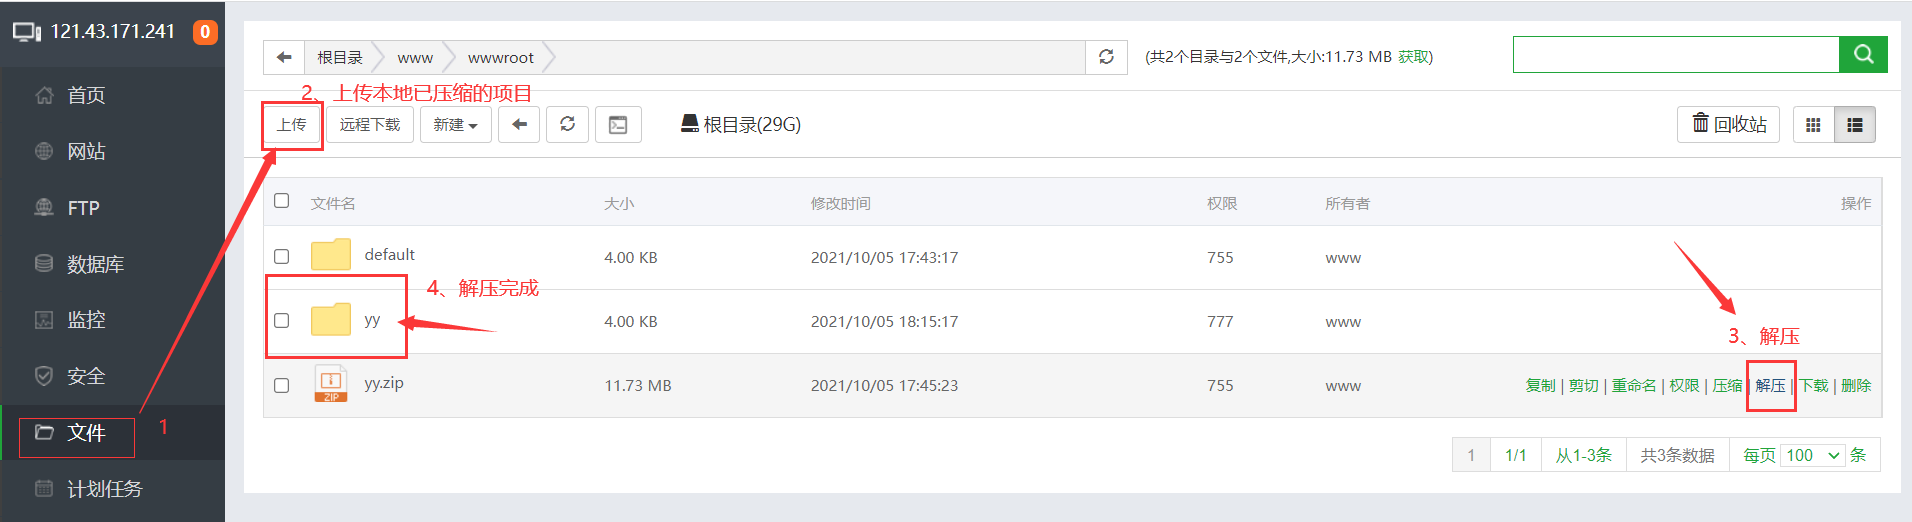 121.43.171.241 0
首页
网站
FTP
数据库
监控
安全
文件 1
计划任务
根目录 www wwwroot (共2个目录与2个文件,大小:11.73 MB 获取)
2、上传本地已压缩的项目
上传 远程下载 新建 根目录(29G) 回收站
文件名 大小 修改时间 权限 所有者 操作
default 4.00 KB 2021/10/05 17:43:17 755 www
4、解压完成
yy 4.00 KB 2021/10/05 18:15:17 777 www
3、解压
yy.zip 11.73 MB 2021/10/05 17:45:23 755 www 复制 | 剪切 | 重命名 | 权限 | 压缩 | 解压 | 下载 | 删除
ZIP
1 1/1 从1-3条 共3条数据 每页 100 条